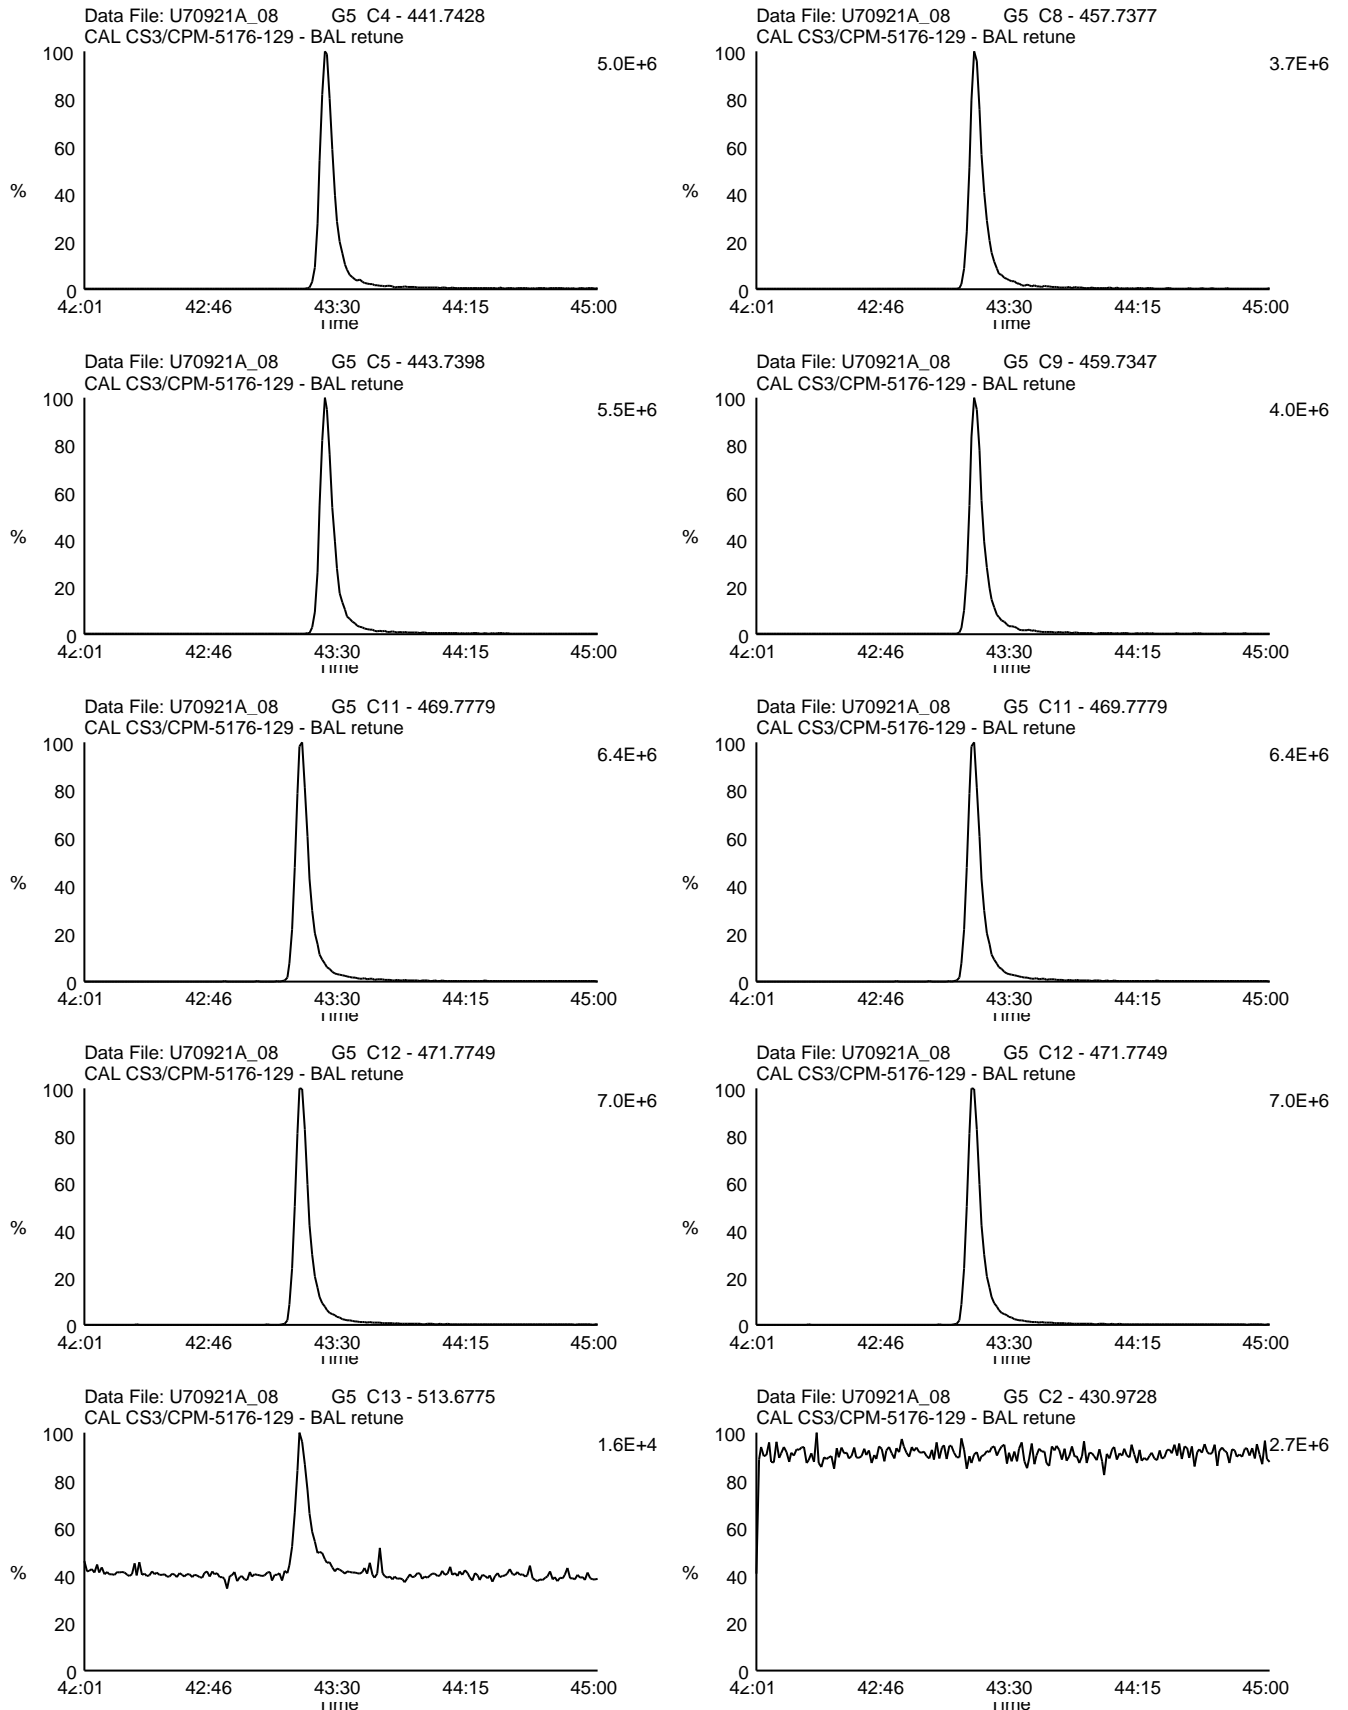 Data File: U70921A_08 G5 C4 - 441.7428
CAL CS3/CPM-5176-129 - BAL retune
100
5.0E+6
80
60
%
40
20
0
42:01 42:46 43:30 44:15 45:00
Time
Data File: U70921A_08 G5 C8 - 457.7377
CAL CS3/CPM-5176-129 - BAL retune
100
3.7E+6
80
60
%
40
20
0
42:01 42:46 43:30 44:15 45:00
Time
Data File: U70921A_08 G5 C5 - 443.7398
CAL CS3/CPM-5176-129 - BAL retune
100
5.5E+6
80
60
%
40
20
0
42:01 42:46 43:30 44:15 45:00
Time
Data File: U70921A_08 G5 C9 - 459.7347
CAL CS3/CPM-5176-129 - BAL retune
100
4.0E+6
80
60
%
40
20
0
42:01 42:46 43:30 44:15 45:00
Time
Data File: U70921A_08 G5 C11 - 469.7779
CAL CS3/CPM-5176-129 - BAL retune
100
6.4E+6
80
60
%
40
20
0
42:01 42:46 43:30 44:15 45:00
Time
Data File: U70921A_08 G5 C11 - 469.7779
CAL CS3/CPM-5176-129 - BAL retune
100
6.4E+6
80
60
%
40
20
0
42:01 42:46 43:30 44:15 45:00
Time
Data File: U70921A_08 G5 C12 - 471.7749
CAL CS3/CPM-5176-129 - BAL retune
100
7.0E+6
80
60
%
40
20
0
42:01 42:46 43:30 44:15 45:00
Time
Data File: U70921A_08 G5 C12 - 471.7749
CAL CS3/CPM-5176-129 - BAL retune
100
7.0E+6
80
60
%
40
20
0
42:01 42:46 43:30 44:15 45:00
Time
Data File: U70921A_08 G5 C13 - 513.6775
CAL CS3/CPM-5176-129 - BAL retune
100
1.6E+4
80
60
%
40
20
0
42:01 42:46 43:30 44:15 45:00
Time
Data File: U70921A_08 G5 C2 - 430.9728
CAL CS3/CPM-5176-129 - BAL retune
100
2.7E+6
80
60
%
40
20
0
42:01 42:46 43:30 44:15 45:00
Time